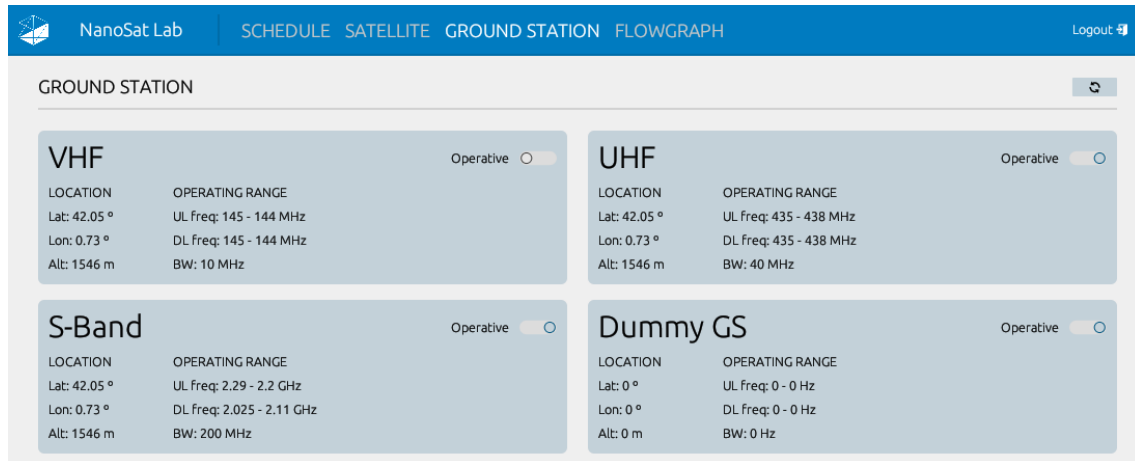 NanoSat Lab SCHEDULE SATELLITE GROUND STATION FLOWGRAPH Logout
GROUND STATION
VHF Operative
LOCATION OPERATING RANGE
Lat: 42.05 º UL freq: 145 - 144 MHz
Lon: 0.73 º DL freq: 145 - 144 MHz
Alt: 1546 m BW: 10 MHz
UHF Operative
LOCATION OPERATING RANGE
Lat: 42.05 º UL freq: 435 - 438 MHz
Lon: 0.73 º DL freq: 435 - 438 MHz
Alt: 1546 m BW: 40 MHz
S-Band Operative
LOCATION OPERATING RANGE
Lat: 42.05 º UL freq: 2.29 - 2.2 GHz
Lon: 0.73 º DL freq: 2.025 - 2.11 GHz
Alt: 1546 m BW: 200 MHz
Dummy GS Operative
LOCATION OPERATING RANGE
Lat: 0 º UL freq: 0 - 0 Hz
Lon: 0 º DL freq: 0 - 0 Hz
Alt: 0 m BW: 0 Hz